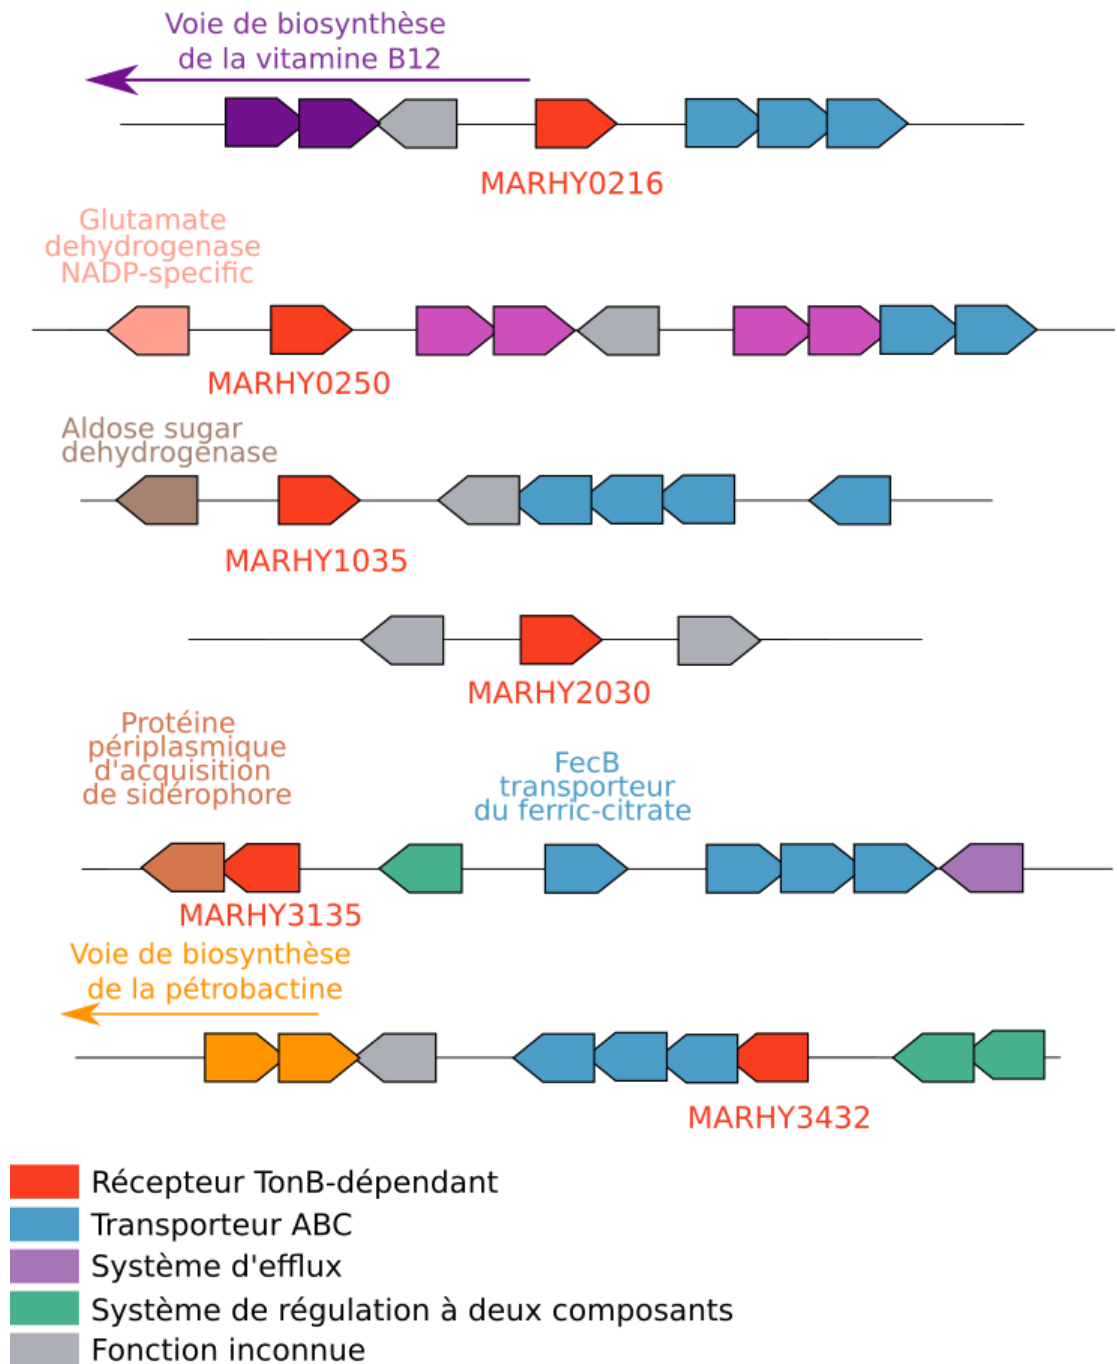 Voie de biosynthèse
de la vitamine B12
MARHY0216
Glutamate
dehydrogenase
NADP-specific
MARHY0250
Aldose sugar
dehydrogenase
MARHY1035
MARHY2030
Protéine
périplasmique
d'acquisition
de sidérophore
FecB
transporteur
du ferric-citrate
MARHY3135
Voie de biosynthèse
de la pétrobactine
MARHY3432
Récepteur TonB-dépendant
Transporteur ABC
Système d'efflux
Système de régulation à deux composants
Fonction inconnue